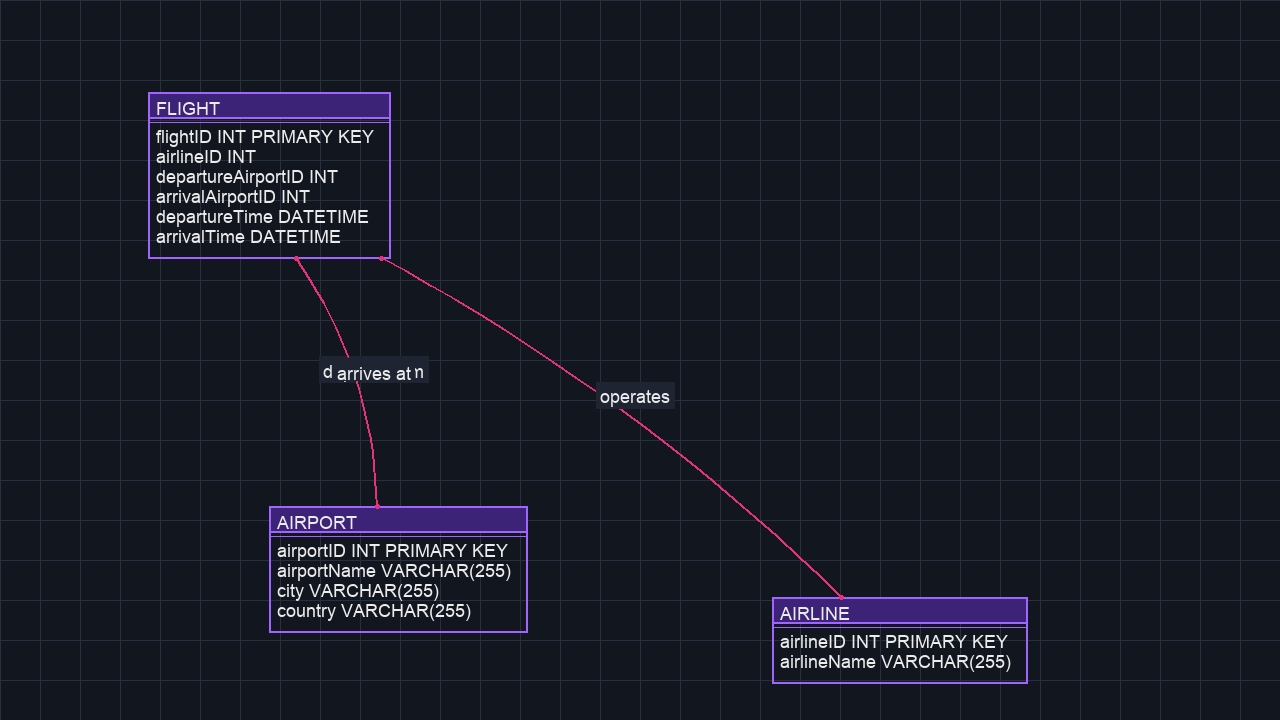 FLIGHT
flightID INT PRIMARY KEY
airlineID INT
departureAirportID INT
arrivalAirportID INT
departureTime DATETIME
arrivalTime DATETIME
arrives at
operates
AIRPORT
airportID INT PRIMARY KEY
airportName VARCHAR(255)
city VARCHAR(255)
country VARCHAR(255)
AIRLINE
airlineID INT PRIMARY KEY
airlineName VARCHAR(255)